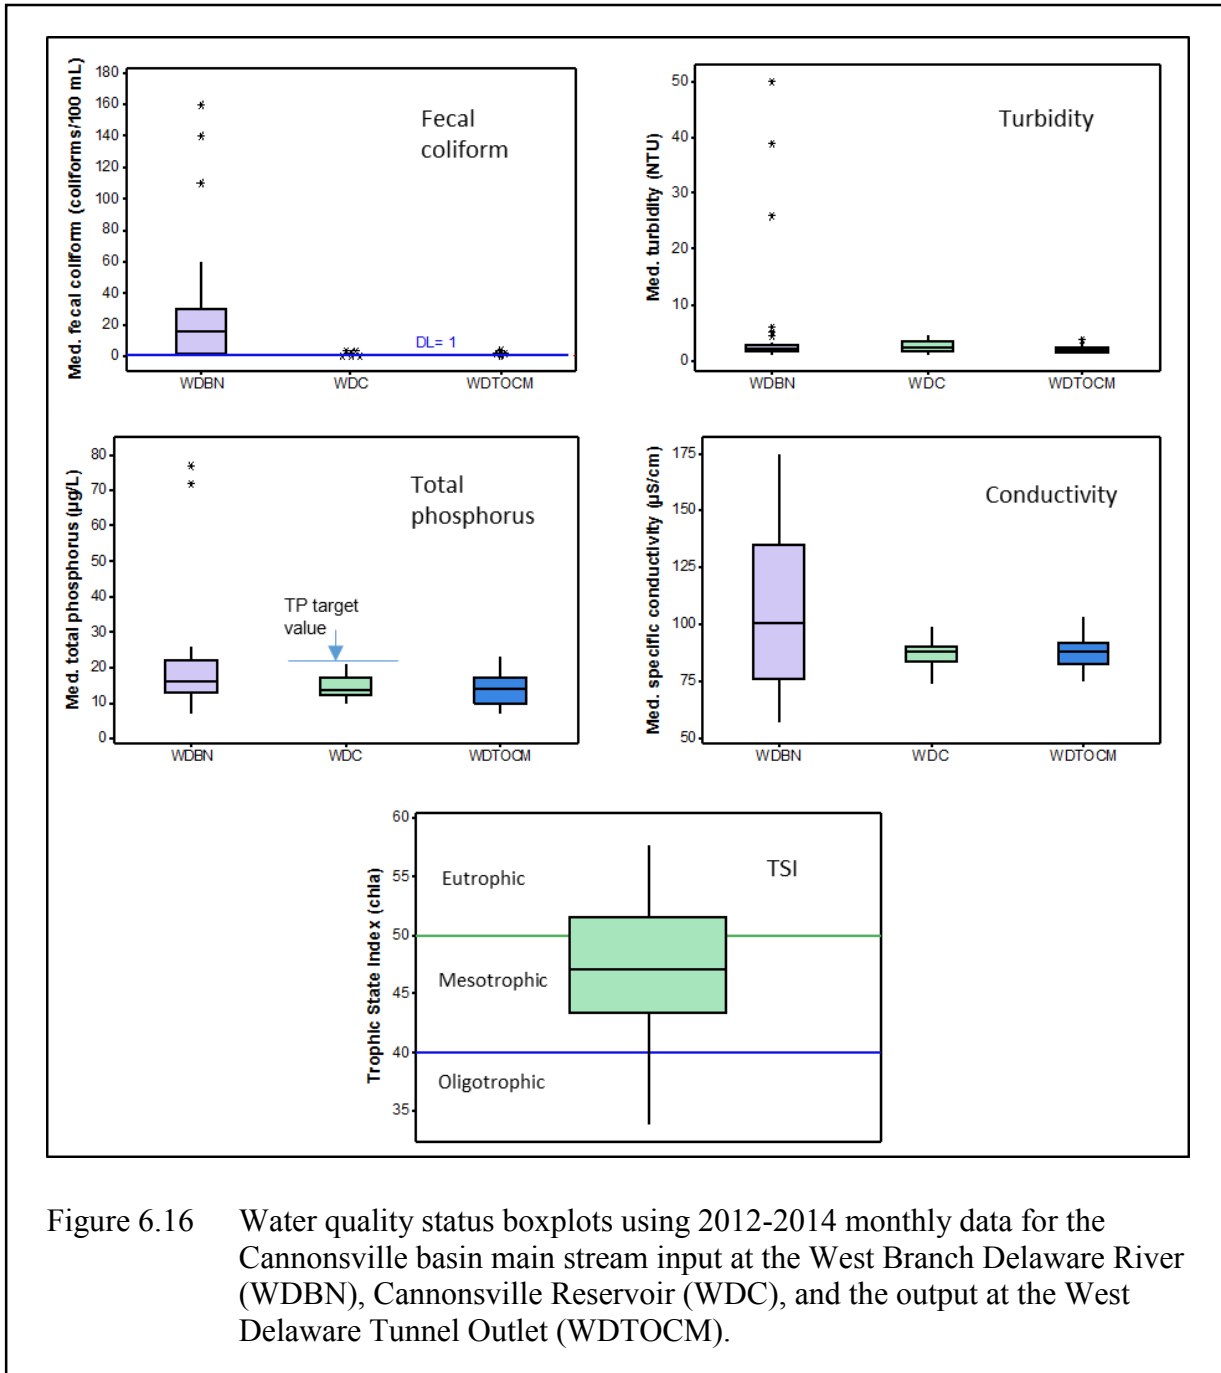 Med. fecal coliform (coliforms/100 mL)
180
160
140
120
100
80
60
40
20
0
Fecal
coliform
DL= 1
WDBN
WDC
WDTOCM
Med. turbidity (NTU)
50
40
30
20
10
0
Turbidity
WDBN
WDC
WDTOCM
Med. total phosphorus (µg/L)
80
70
60
50
40
30
20
10
0
Total
phosphorus
TP target
value
WDBN
WDC
WDTOCM
Med. specific conductivity (µS/cm)
175
150
125
100
75
50
Conductivity
WDBN
WDC
WDTOCM
Trophic State Index (chla)
60
55
50
45
40
35
TSI
Eutrophic
Mesotrophic
Oligotrophic
Figure 6.16 Water quality status boxplots using 2012-2014 monthly data for the
Cannonsville basin main stream input at the West Branch Delaware River
(WDBN), Cannonsville Reservoir (WDC), and the output at the West
Delaware Tunnel Outlet (WDTOCM).